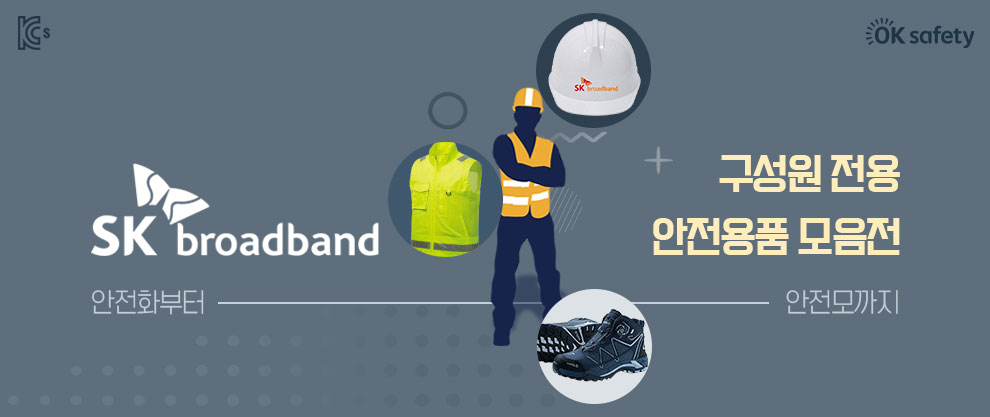 KCs
OK safety
SK broadband
구성원 전용
안전용품 모음전
SK broadband
안전화부터
안전모까지